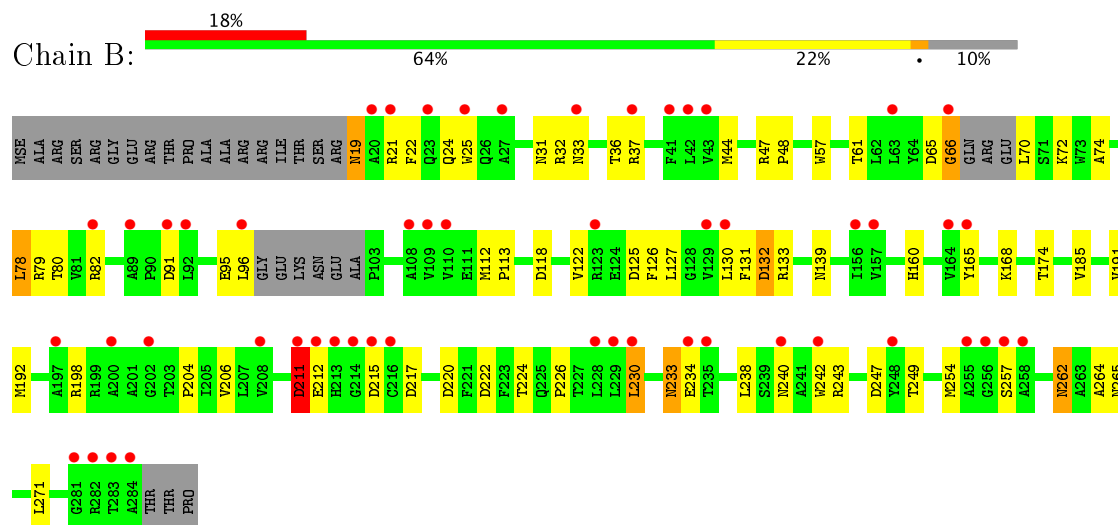 18%
Chain B:
64% 22% • 10%
MSE ALA ARG SER ARG GLY GLU ARG THR PRO ALA ALA ARG ARG ILE THR SER ARG N19 A20 R21 F22 Q23 Q24 W25 Q26 A27 N31 R32 N33 T36 R37 F41 L42 V43 M44 R47 P48 W57 T61 L62 L63 Y64 D65 G66 GLN ARG GLU L70 S71 K72 W73 A74
L78 R79 T80 V81 R82 A89 P90 D91 L92 E95 L96 GLY GLU LYS ASN GLU ALA P103 A108 V109 V110 E111 M112 P113 D118 V122 R123 E124 D125 F126 L127 G128 V129 L130 F131 D132 R133 N139 I156 V157 H160 V164 Y165 K168 T174 V185
M192 A197 R198 R199 A200 A201 G202 T203 P204 I205 V206 L207 V208 D211 E212 H213 G214 D215 C216 D217 D220 F221 D222 F223 T224 Q225 P226 T227 L228 L229 L230 N233 E234 T235 L238 S239 N240 A241 W242 R243 D247 Y248 T249 M254 A255 G256 S257 A258 N262 A263 A264
L271 G281 R282 T283 A284 THR THR PRO